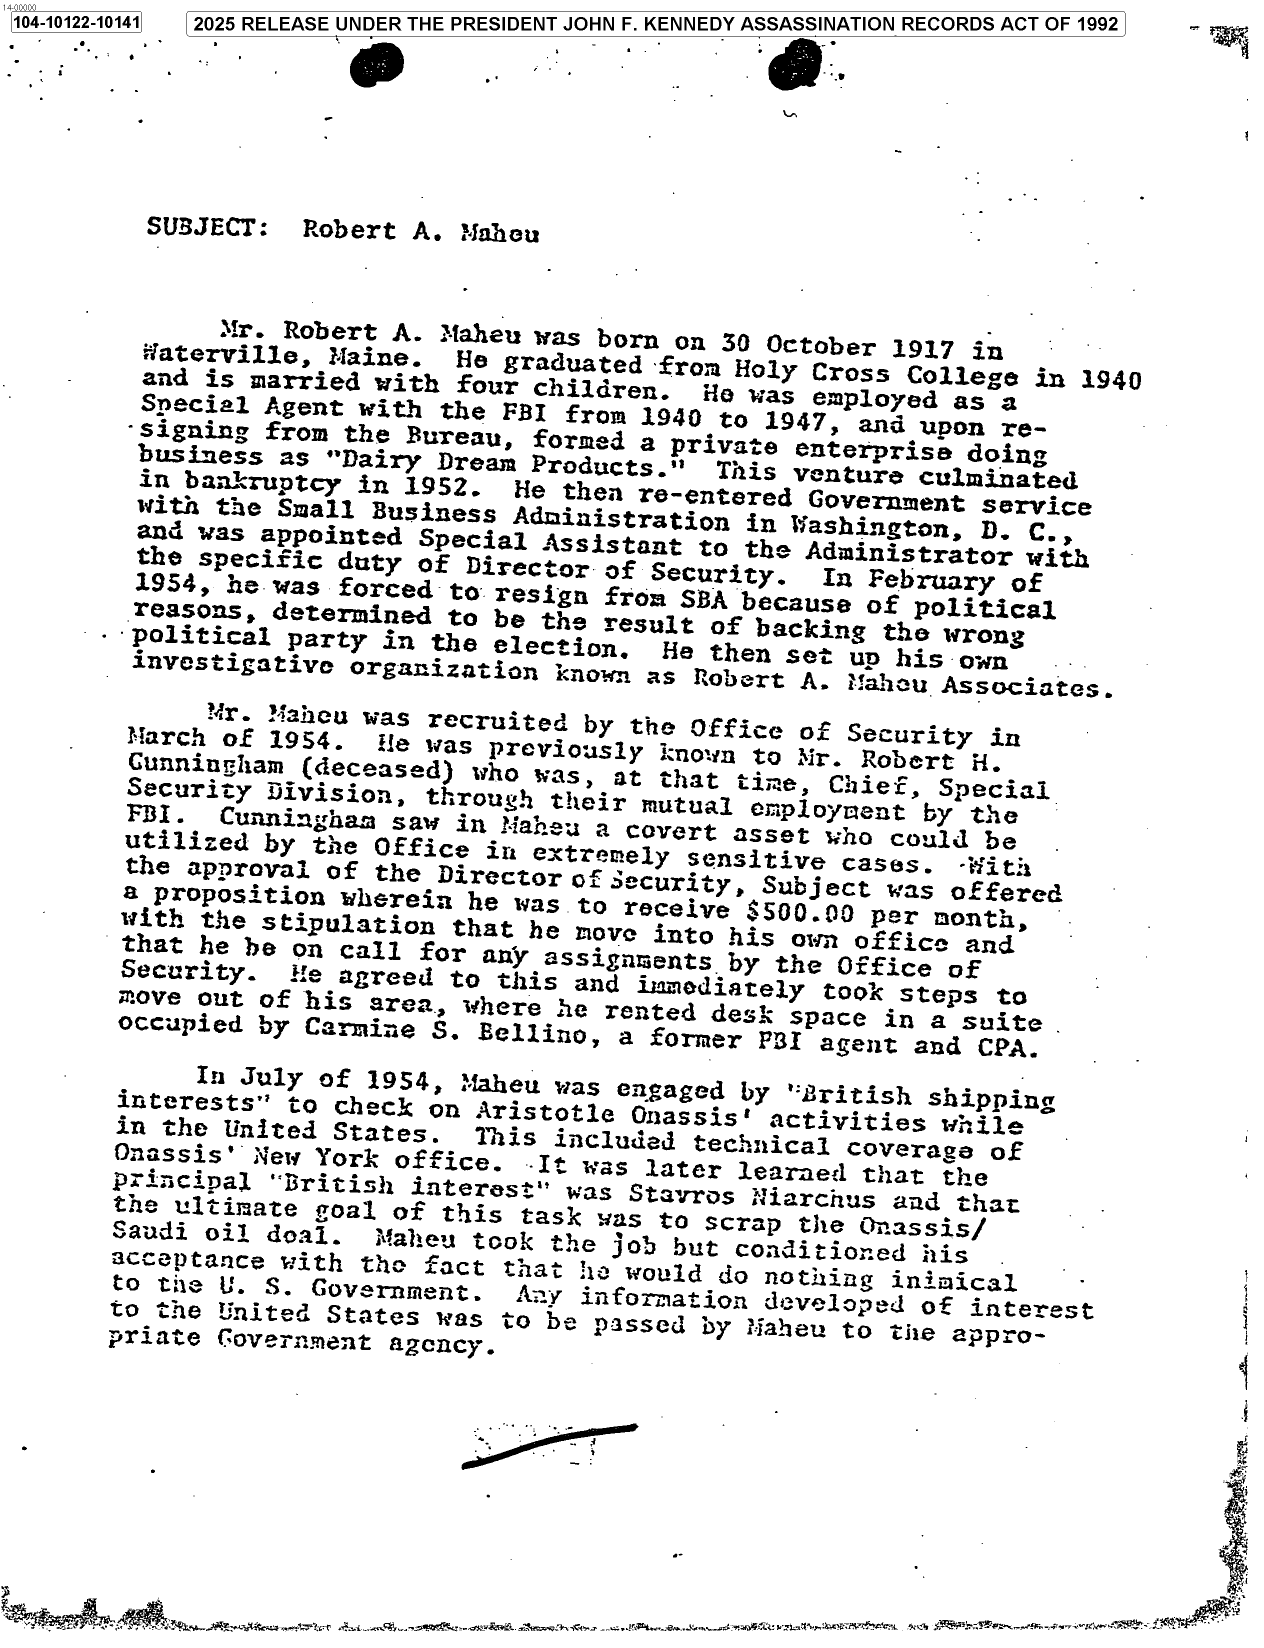 14-00000
104-10122-10141
2025 RELEASE UNDER THE PRESIDENT JOHN F. KENNEDY ASSASSINATION RECORDS ACT OF 1992
SUBJECT: Robert A. Maheu
Mr. Robert A. Maheu was born on 30 October 1917 in
Waterville, Maine. He graduated from Holy Cross College in 1940
and is married with four children. He was employed as a
Special Agent with the FBI from 1940 to 1947, and upon re-
signing from the Bureau, formed a private enterprise doing
business as "Dairy Dream Products." This venture culminated
in bankruptcy in 1952. He then re-entered Government service
with the Small Business Administration in Washington, D. C.,
and was appointed Special Assistant to the Administrator with
the specific duty of Director of Security. In February of
1954, he was forced to resign from SBA because of political
reasons, determined to be the result of backing the wrong
political party in the election. He then set up his own
investigative organization known as Robert A. Maheu Associates.
Mr. Maheu was recruited by the Office of Security in
March of 1954. He was previously known to Mr. Robert H.
Cunningham (deceased) who was, at that time, Chief, Special
Security Division, through their mutual employment by the
FBI. Cunningham saw in Maheu a covert asset who could be
utilized by the Office in extremely sensitive cases. With
the approval of the Director of Security, Subject was offered
a proposition wherein he was to receive $500.00 per month,
with the stipulation that he move into his own office and
that he be on call for any assignments by the Office of
Security. He agreed to this and immediately took steps to
move out of his area, where he rented desk space in a suite
occupied by Carmine S. Bellino, a former FBI agent and CPA.
In July of 1954, Maheu was engaged by "British shipping
interests" to check on Aristotle Onassis' activities while
in the United States. This included technical coverage of
Onassis' New York office. It was later learned that the
principal "British interest" was Stavros Niarchus and that
the ultimate goal of this task was to scrap the Onassis/
Saudi oil deal. Maheu took the job but conditioned his
acceptance with the fact that he would do nothing inimical
to the U. S. Government. Any information developed of interest
to the United States was to be passed by Maheu to the appro-
priate Government agency.